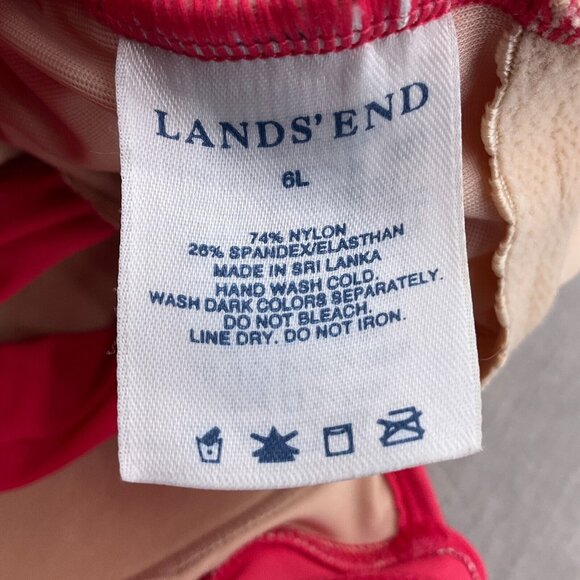 LANDS' END
6L
74% NYLON
26% SPANDEX/ELASTHAN
MADE IN SRI LANKA
HAND WASH COLD.
WASH DARK COLORS SEPARATELY.
DO NOT BLEACH.
LINE DRY. DO NOT IRON.